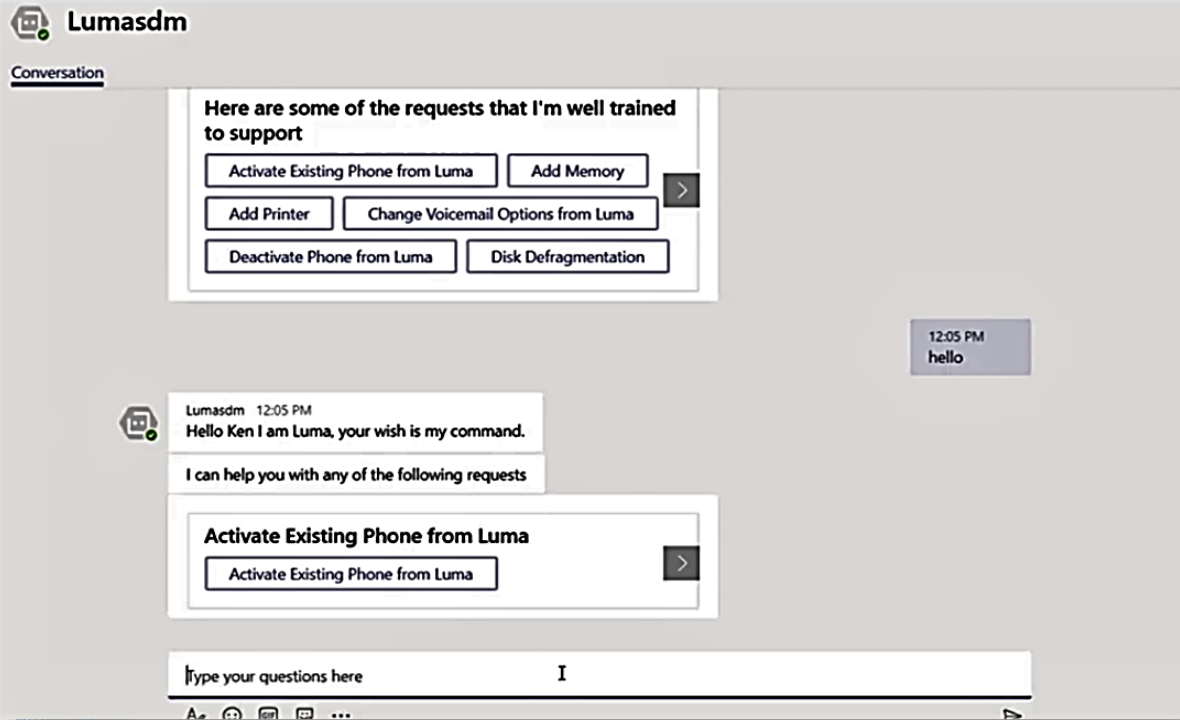 Lumasdm
Conversation
Here are some of the requests that I'm well trained
to support
Activate Existing Phone from Luma
Add Memory
Add Printer
Change Voicemail Options from Luma
Deactivate Phone from Luma
Disk Defragmentation
12:05 PM
hello
Lumasdm 12:05 PM
Hello Ken I am Luma, your wish is my command.
I can help you with any of the following requests
Activate Existing Phone from Luma
Activate Existing Phone from Luma
Type your questions here
GIF